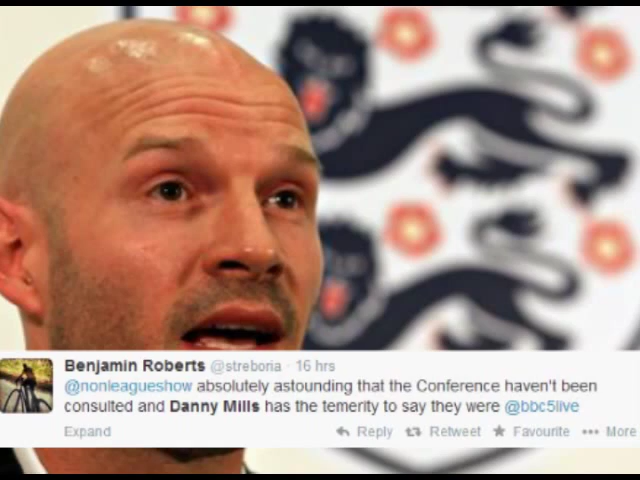 Benjamin Roberts @streboria · 16 hrs
@nonleagueshow absolutely astounding that the Conference haven't been
consulted and Danny Mills has the temerity to say they were @bbc5live
Expand Reply Retweet Favourite More